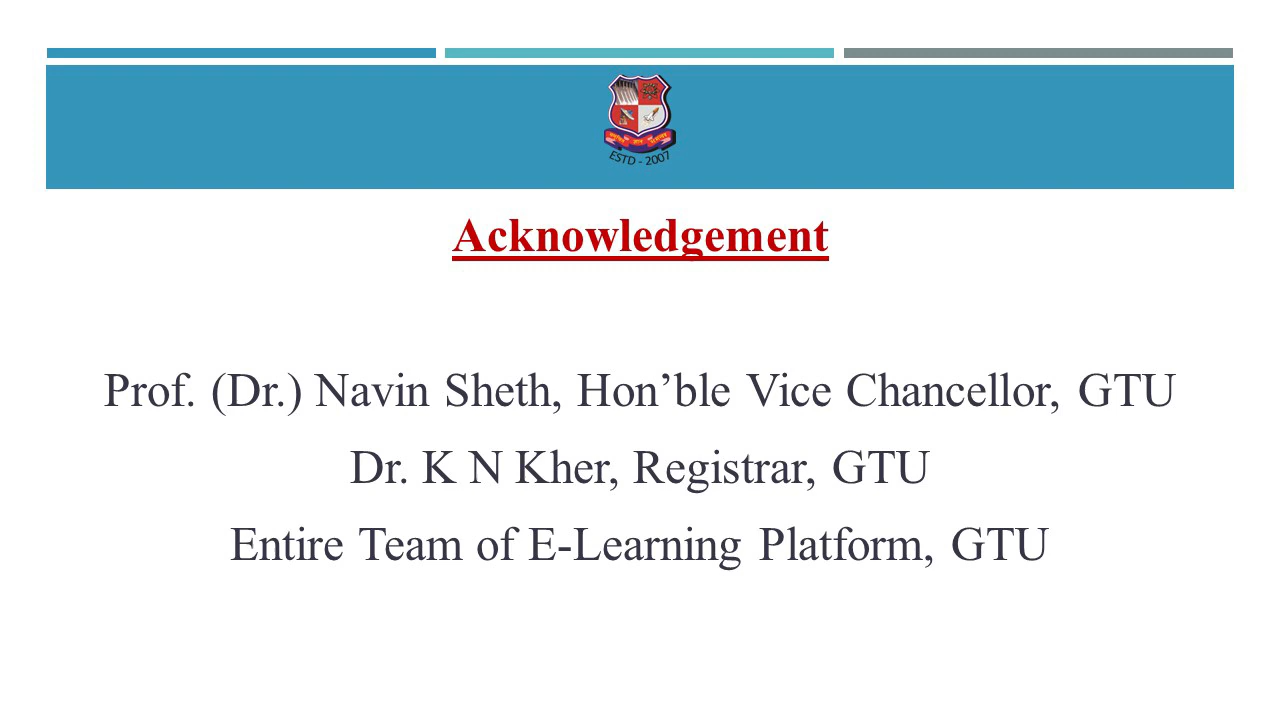 ESTD - 2007
Acknowledgement
Prof. (Dr.) Navin Sheth, Hon’ble Vice Chancellor, GTU
Dr. K N Kher, Registrar, GTU
Entire Team of E-Learning Platform, GTU